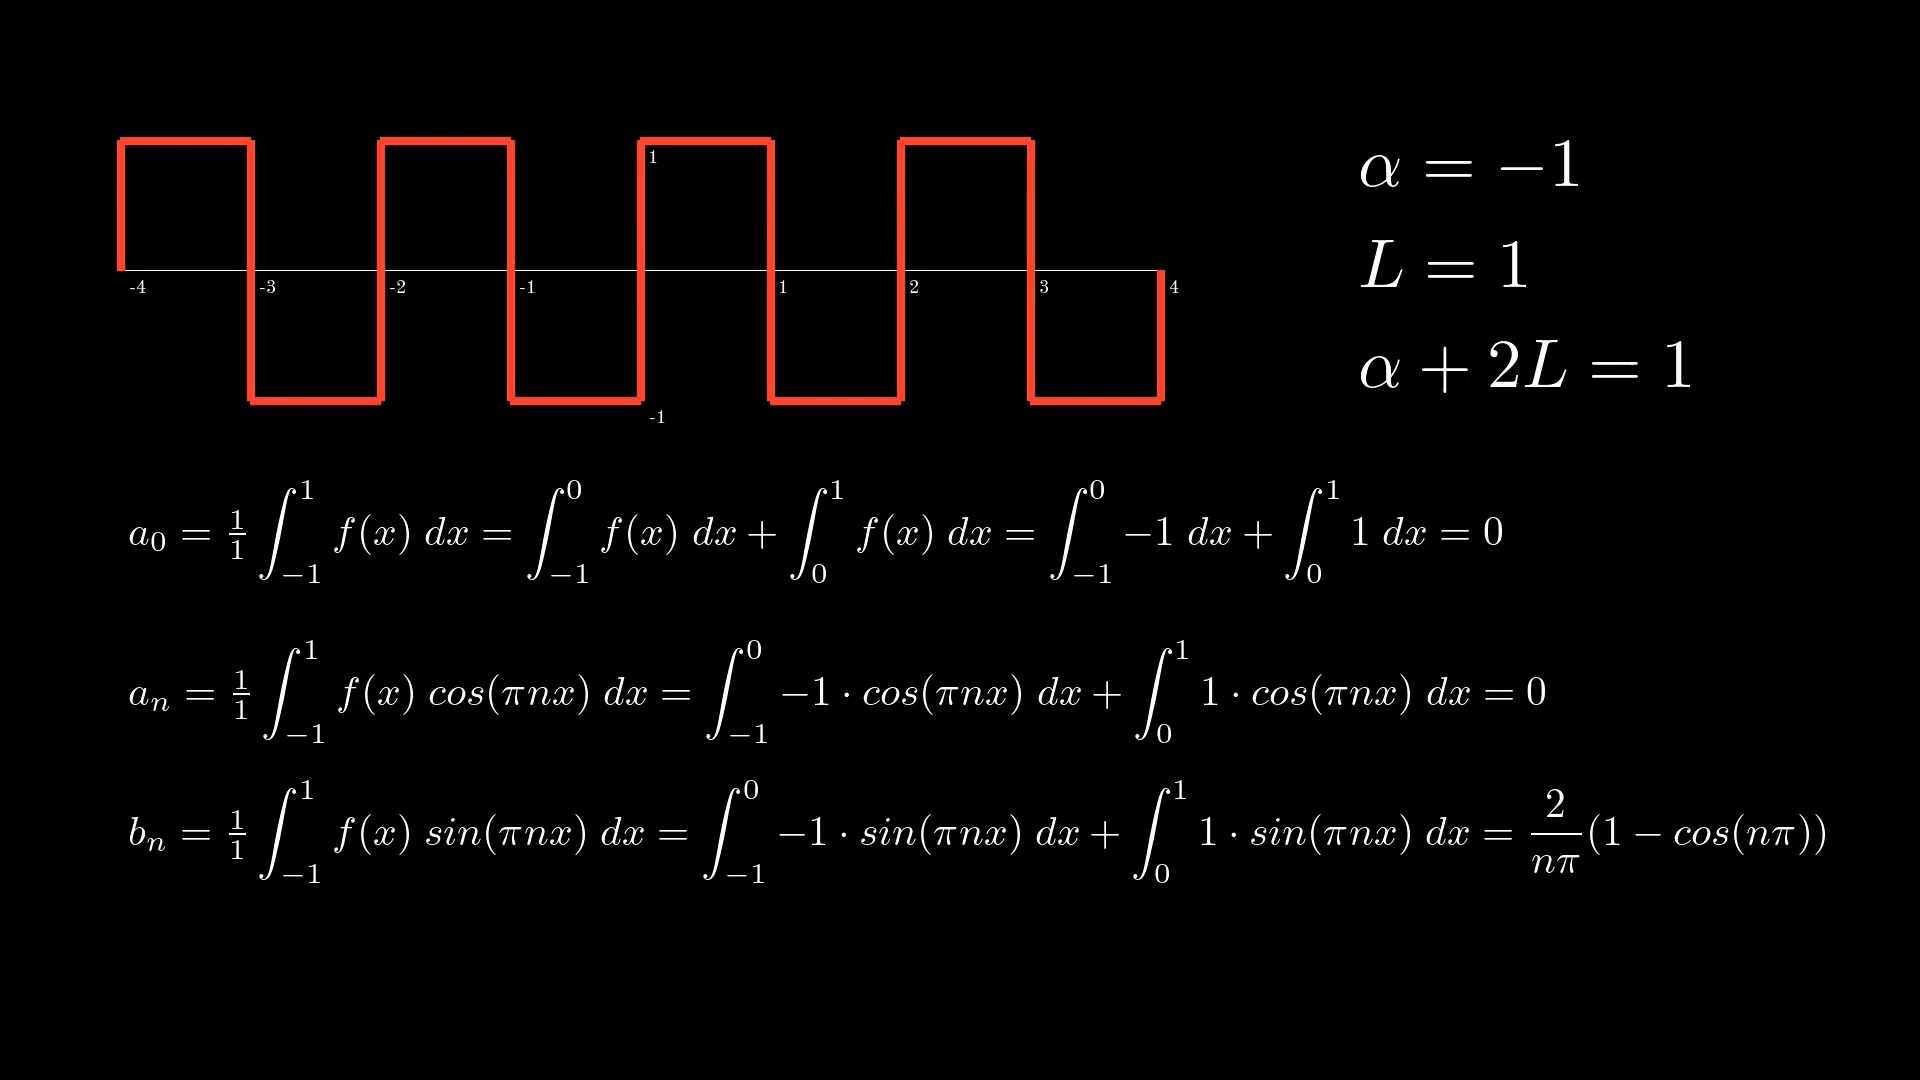 1
α = −1
L = 1
-4 -3 -2 -1 1 2 3 4
α + 2L = 1
-1
a₀ = 1/1 ∫₋₁¹ f(x) dx = ∫₋₁⁰ f(x) dx + ∫₀¹ f(x) dx = ∫₋₁⁰ −1 dx + ∫₀¹ 1 dx = 0
aₙ = 1/1 ∫₋₁¹ f(x) cos(πnx) dx = ∫₋₁⁰ −1 · cos(πnx) dx + ∫₀¹ 1 · cos(πnx) dx = 0
bₙ = 1/1 ∫₋₁¹ f(x) sin(πnx) dx = ∫₋₁⁰ −1 · sin(πnx) dx + ∫₀¹ 1 · sin(πnx) dx = 2/nπ (1 − cos(nπ))